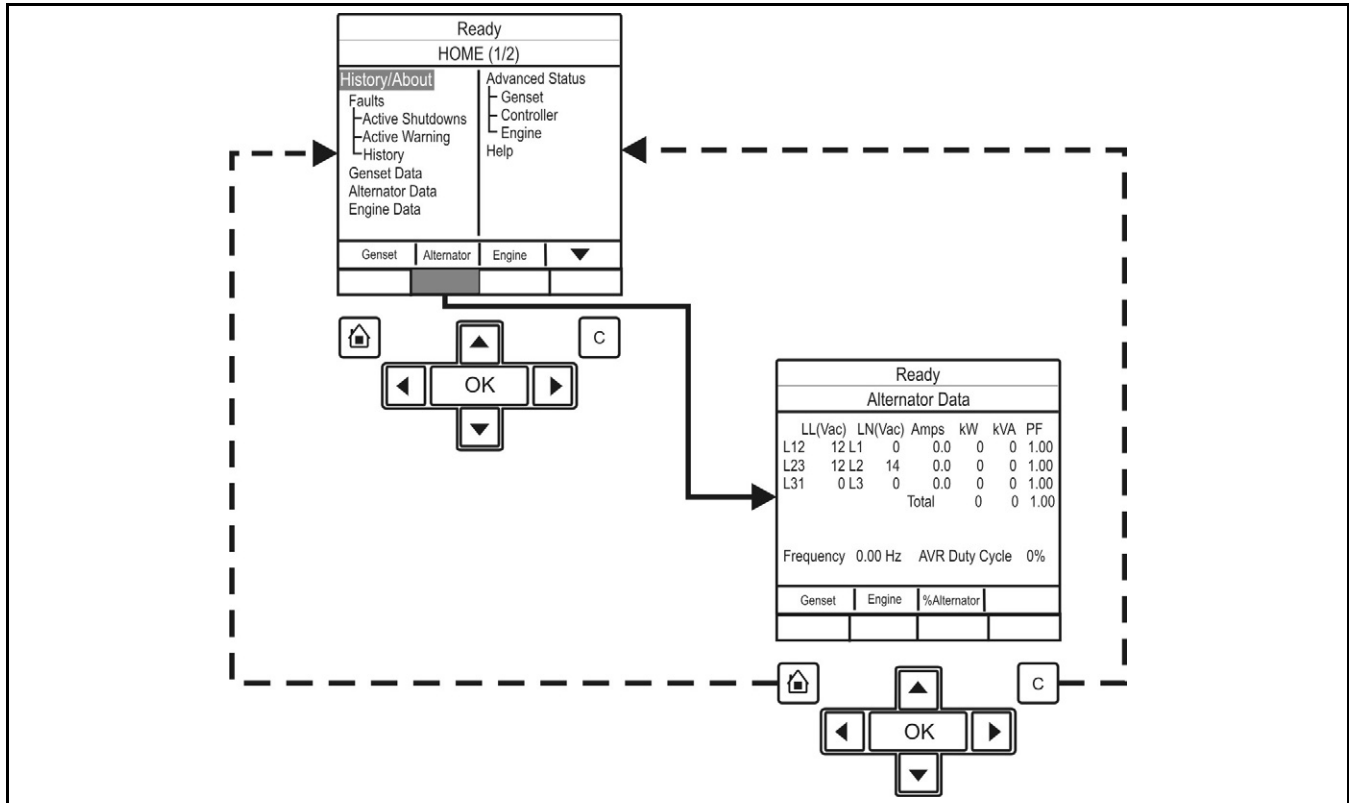 Ready
HOME (1/2)
History/About
Faults
Active Shutdowns
Active Warning
History
Genset Data
Alternator Data
Engine Data
Advanced Status
Genset
Controller
Engine
Help
Genset Alternator Engine
C
OK
Ready
Alternator Data
LL(Vac) LN(Vac) Amps kW kVA PF
L12 12 L1 0 0.0 0 0 1.00
L23 12 L2 14 0.0 0 0 1.00
L31 0 L3 0 0.0 0 0 1.00
Total 0 0 1.00
Frequency 0.00 Hz AVR Duty Cycle 0%
Genset Engine %Alternator
C
OK